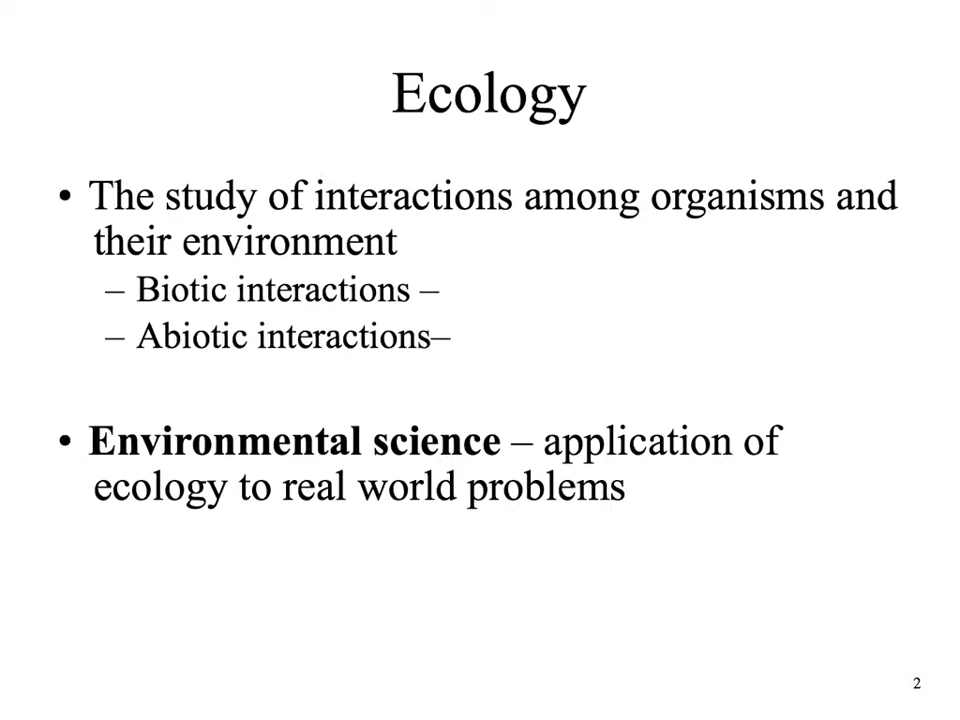 Ecology
• The study of interactions among organisms and
their environment
– Biotic interactions –
– Abiotic interactions–
• Environmental science – application of
ecology to real world problems
2